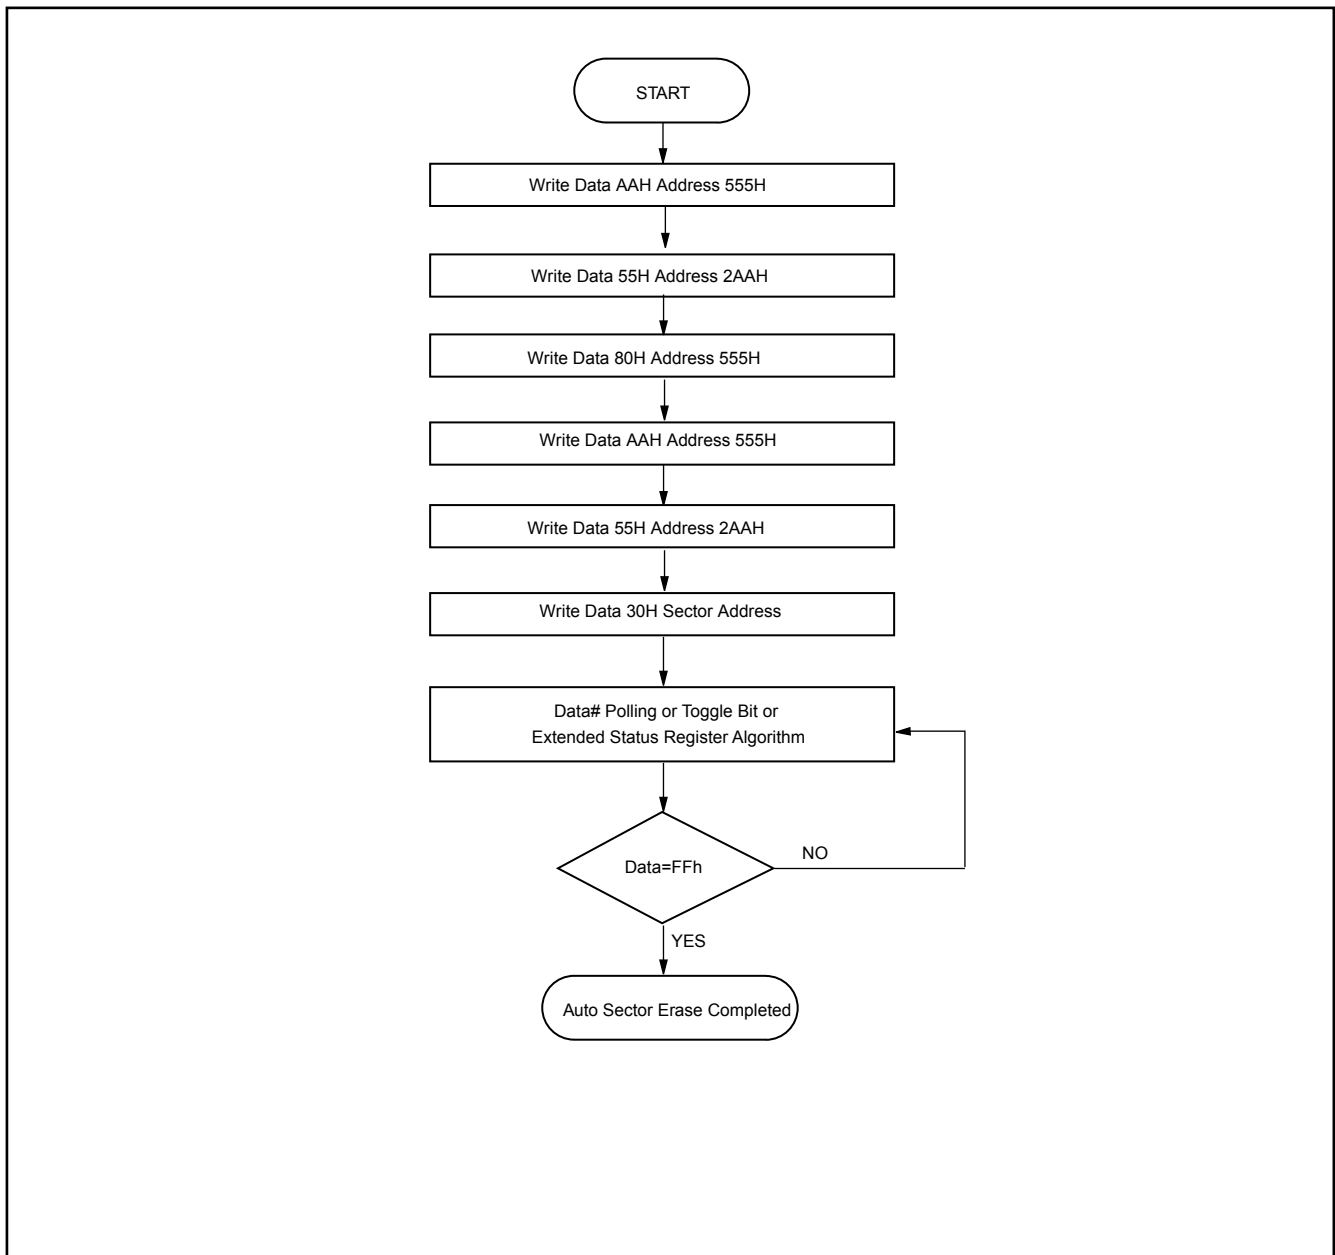 START
Write Data AAH Address 555H
Write Data 55H Address 2AAH
Write Data 80H Address 555H
Write Data AAH Address 555H
Write Data 55H Address 2AAH
Write Data 30H Sector Address
Data# Polling or Toggle Bit or
Extended Status Register Algorithm
Data=FFh
NO
YES
Auto Sector Erase Completed